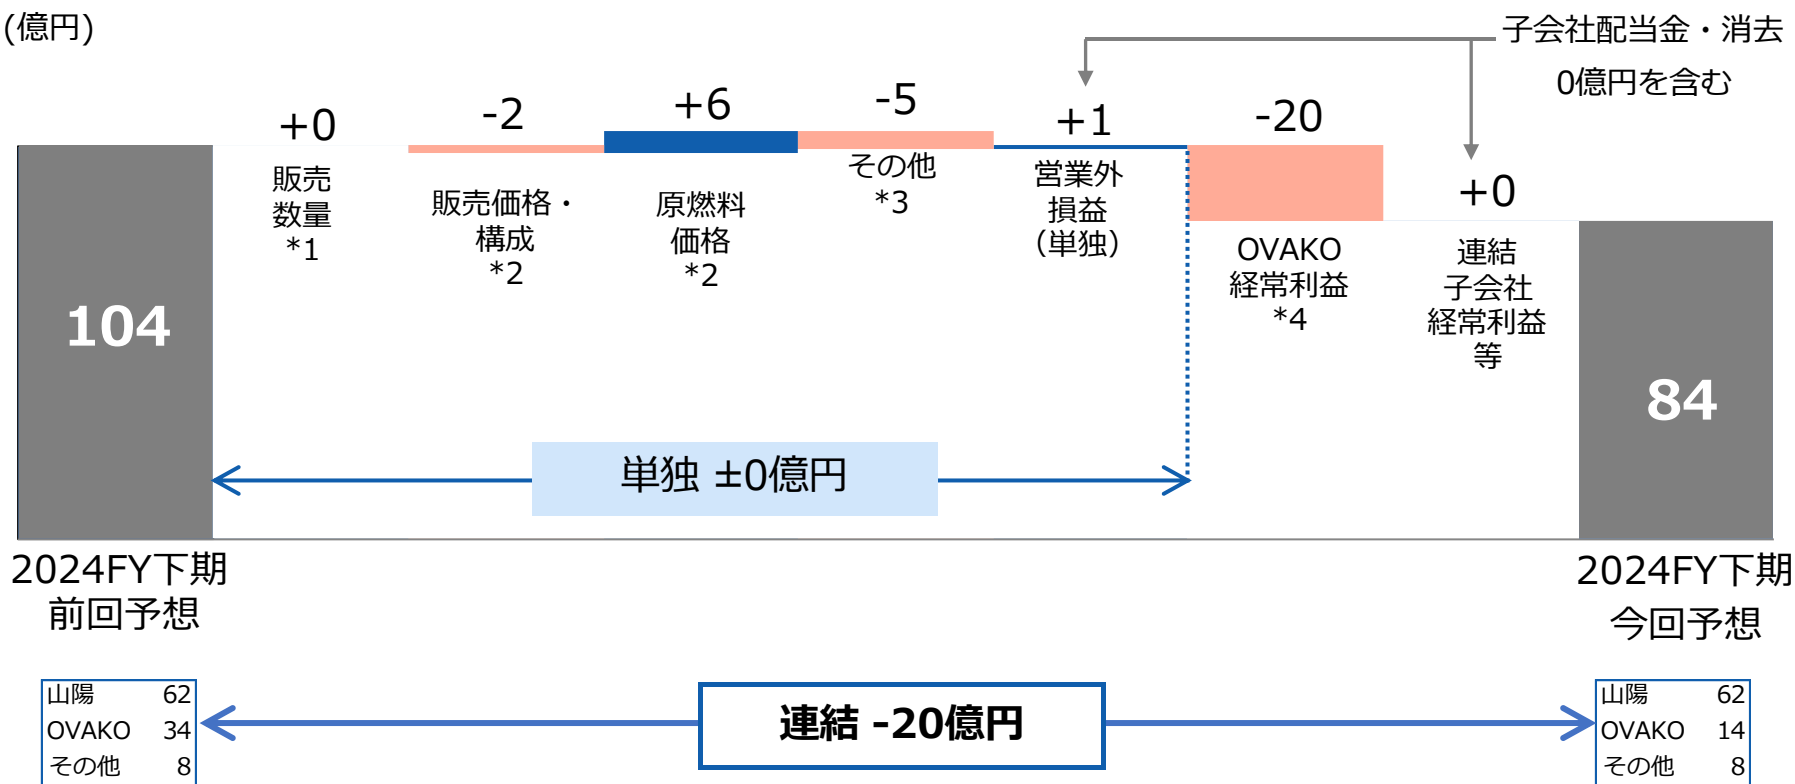 (億円)
子会社配当金・消去
0億円を含む
+0
-2
+6
-5
+1
-20
+0
販売
数量
*1
販売価格・
構成
*2
原燃料
価格
*2
その他
*3
営業外
損益
（単独）
OVAKO
経常利益
*4
連結
子会社
経常利益
等
104
84
単独 ±0億円
2024FY下期
前回予想
2024FY下期
今回予想
山陽 62
OVAKO 34
その他 8
連結 -20億円
山陽 62
OVAKO 14
その他 8